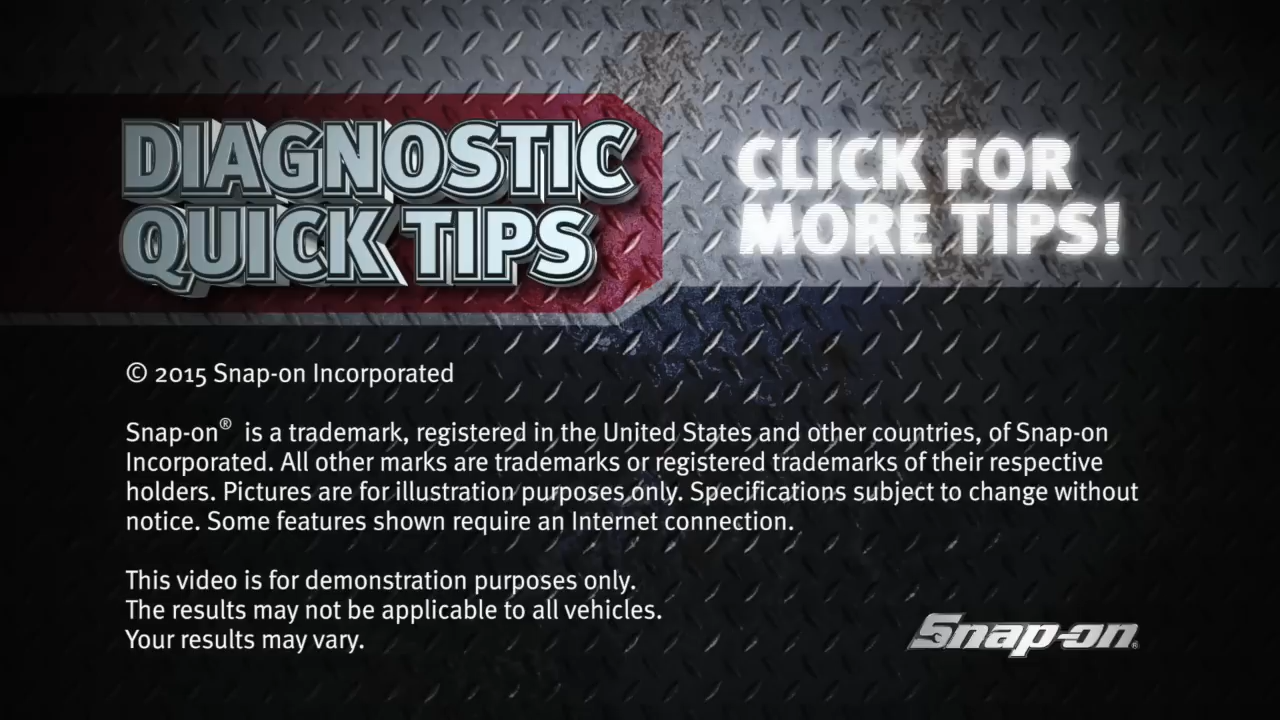 DIAGNOSTIC
QUICK TIPS
CLICK FOR
MORE TIPS!
© 2015 Snap-on Incorporated
Snap-on® is a trademark, registered in the United States and other countries, of Snap-on
Incorporated. All other marks are trademarks or registered trademarks of their respective
holders. Pictures are for illustration purposes only. Specifications subject to change without
notice. Some features shown require an Internet connection.
This video is for demonstration purposes only.
The results may not be applicable to all vehicles.
Your results may vary.
Snap-on®